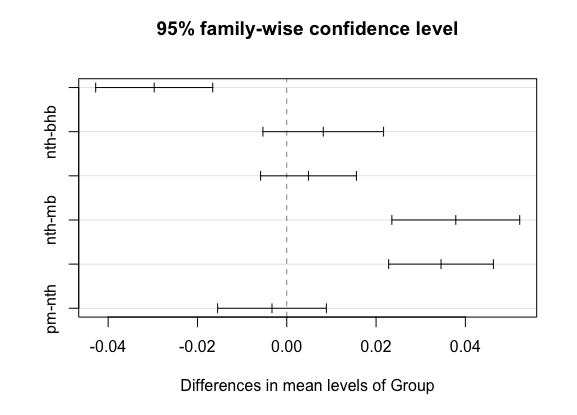 95% family-wise confidence level
nth-bhb
nth-mb
pm-nth
-0.04 -0.02 0.00 0.02 0.04
Differences in mean levels of Group